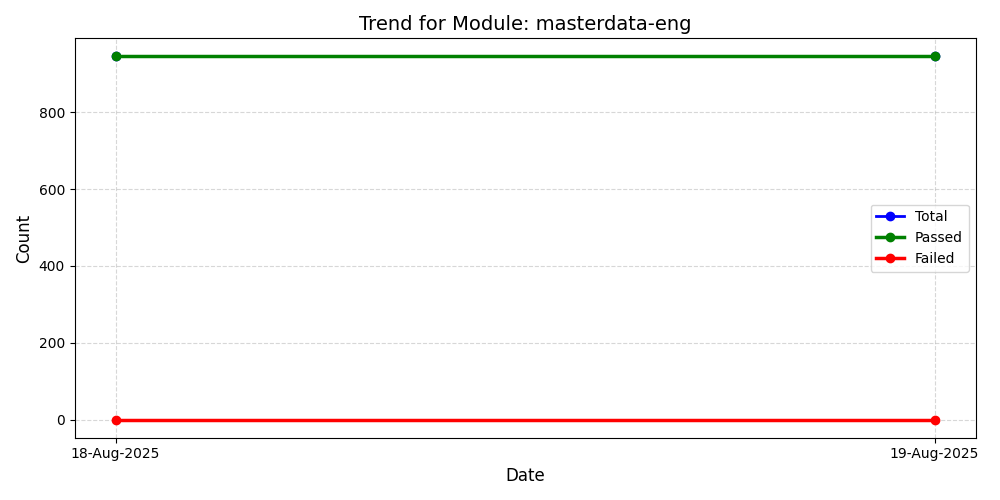 Trend for Module: masterdata-eng
800
600
400
200
0
Count
Total
Passed
Failed
18-Aug-2025
19-Aug-2025
Date